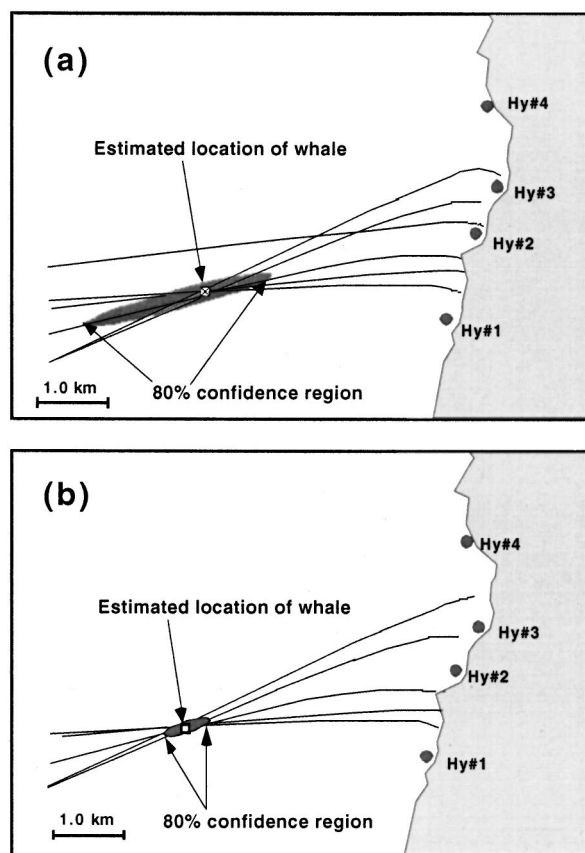 (a)
Hy#4
Estimated location of whale
Hy#3
Hy#2
Hy#1
80% confidence region
1.0 km
(b)
Hy#4
Estimated location of whale
Hy#3
Hy#2
Hy#1
80% confidence region
1.0 km